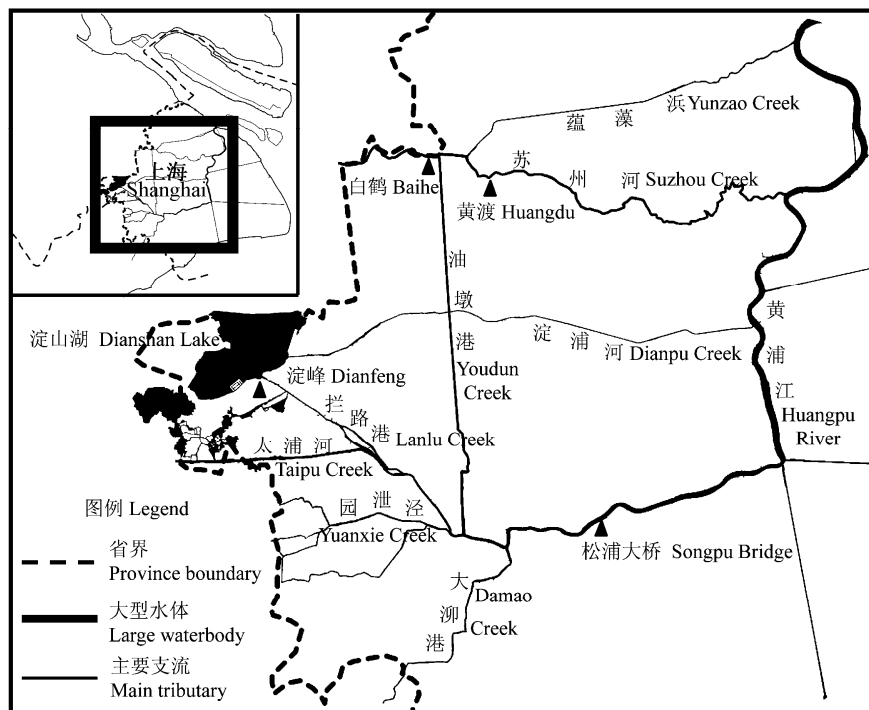 上海
Shanghai
蕴藻浜 Yunzao Creek
苏州河 Suzhou Creek
白鹤 Baihe
黄渡 Huangdu
油墩港
Youdun
Creek
淀山湖 Dianshan Lake
淀浦河 Dianpu Creek
黄浦江
Huangpu
River
淀峰 Dianfeng
拦路港 Lanlu Creek
太浦河
Taipu Creek
园泄泾
Yuanxie Creek
松浦大桥 Songpu Bridge
大泖港
Damao
Creek
图例 Legend
省界
Province boundary
大型水体
Large waterbody
主要支流
Main tributary